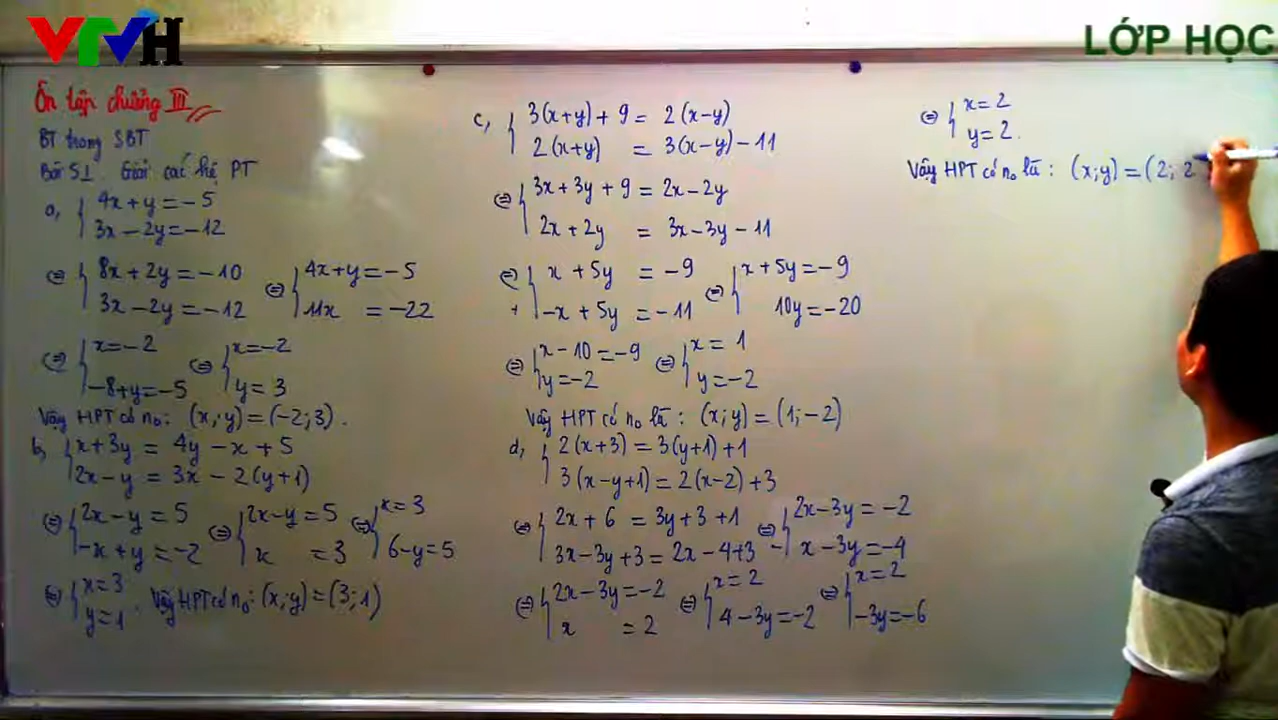 VTVH
LỚP HỌC
Ôn tập chương III
BT trong SBT
Bài 51. Giải các hệ PT
a, { 4x + y = -5
3x - 2y = -12
⇔ { 8x + 2y = -10 ⇔ { 4x + y = -5
3x - 2y = -12 11x = -22
⇔ { x = -2 ⇔ { x = -2
-8 + y = -5 y = 3
Vậy HPT có n₀: (x; y) = (-2; 3).
b, { x + 3y = 4y - x + 5
2x - y = 3x - 2(y+1)
⇔ { 2x - y = 5 ⇔ { 2x - y = 5 ⇔ { x = 3
-x + y = -2 x = 3 6 - y = 5
⇔ { x = 3
y = 1 . Vậy HPT có n₀: (x; y) = (3; 1)
c, { 3(x+y) + 9 = 2(x-y)
2(x+y) = 3(x-y) - 11
⇔ { 3x + 3y + 9 = 2x - 2y
2x + 2y = 3x - 3y - 11
⇔ { x + 5y = -9 ⇔ { x + 5y = -9
+ -x + 5y = -11 10y = -20
⇔ { x - 10 = -9 ⇔ { x = 1
y = -2 y = -2
Vậy HPT có n₀ là : (x; y) = (1; -2)
d, { 2(x+3) = 3(y+1) + 1
3(x-y+1) = 2(x-2) + 3
⇔ { 2x + 6 = 3y + 3 + 1 ⇔ { 2x - 3y = -2
3x - 3y + 3 = 2x - 4 + 3 - x - 3y = -4
⇔ { 2x - 3y = -2 ⇔ { x = 2 ⇔ { x = 2
x = 2 4 - 3y = -2 -3y = -6
⇔ { x = 2
y = 2.
Vậy HPT có n₀ là : (x; y) = (2; 2